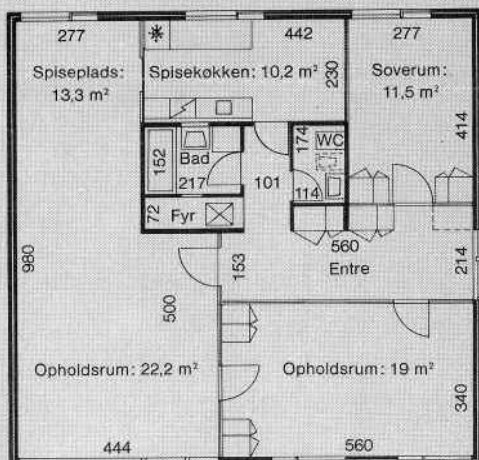 277
442
277
Spiseplads:
13,3 m²
Spisekøkken: 10,2 m²
230
Soverum:
11,5 m²
414
152
Bad
217
174
WC
114
101
72
Fyr
980
153
560
Entre
214
500
Opholdsrum: 22,2 m²
Opholdsrum: 19 m²
340
444
560